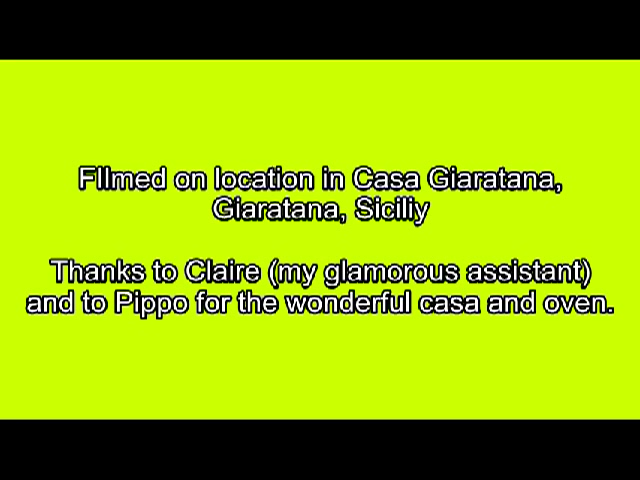 FIlmed on location in Casa Giaratana,
Giaratana, Siciliy
Thanks to Claire (my glamorous assistant)
and to Pippo for the wonderful casa and oven.